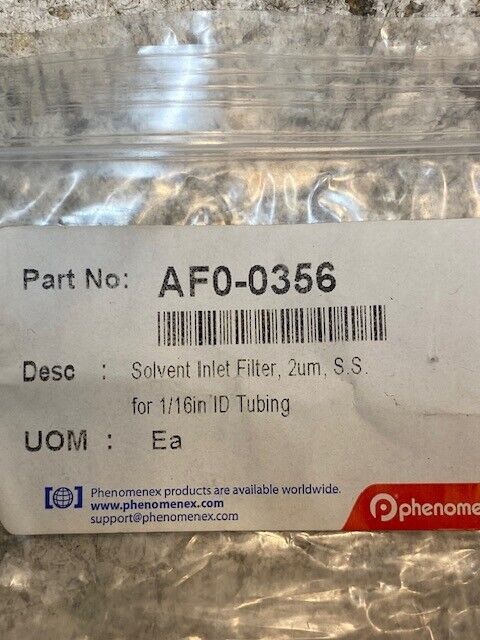 Part No: AF0-0356
Desc : Solvent Inlet Filter, 2um, S.S.
for 1/16in ID Tubing
UOM : Ea
Phenomenex products are available worldwide.
www.phenomenex.com
support@phenomenex.com
phenome